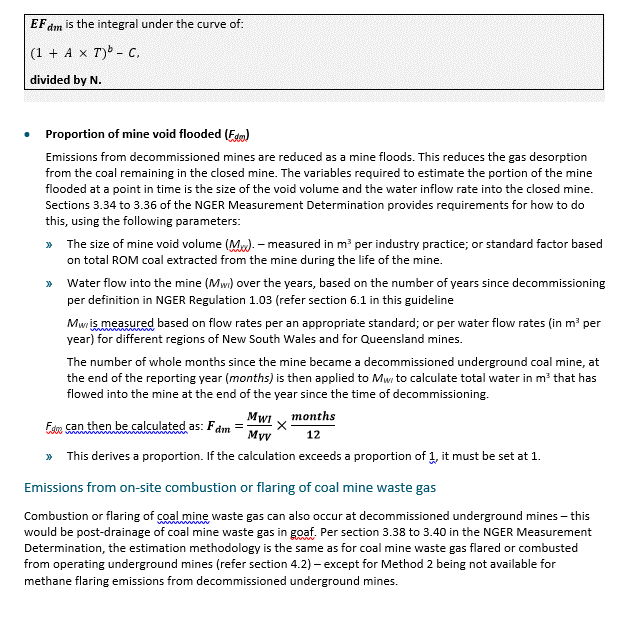 EF dm is the integral under the curve of:
(1 + A × T)ᵇ – C,
divided by N.
• Proportion of mine void flooded (Fdm)
Emissions from decommissioned mines are reduced as a mine floods. This reduces the gas desorption
from the coal remaining in the closed mine. The variables required to estimate the portion of the mine
flooded at a point in time is the size of the void volume and the water inflow rate into the closed mine.
Sections 3.34 to 3.36 of the NGER Measurement Determination provides requirements for how to do
this, using the following parameters:
» The size of mine void volume (Mvv). – measured in m³ per industry practice; or standard factor based
on total ROM coal extracted from the mine during the life of the mine.
» Water flow into the mine (MWI) over the years, based on the number of years since decommissioning
per definition in NGER Regulation 1.03 (refer section 6.1 in this guideline
MWI is measured based on flow rates per an appropriate standard; or per water flow rates (in m³ per
year) for different regions of New South Wales and for Queensland mines.
The number of whole months since the mine became a decommissioned underground coal mine, at
the end of the reporting year (months) is then applied to MWI to calculate total water in m³ that has
flowed into the mine at the end of the year since the time of decommissioning.
Fdm can then be calculated as: Fdm = MWI / MVV × months / 12
» This derives a proportion. If the calculation exceeds a proportion of 1, it must be set at 1.
Emissions from on-site combustion or flaring of coal mine waste gas
Combustion or flaring of coal mine waste gas can also occur at decommissioned underground mines – this
would be post-drainage of coal mine waste gas in goaf. Per section 3.38 to 3.40 in the NGER Measurement
Determination, the estimation methodology is the same as for coal mine waste gas flared or combusted
from operating underground mines (refer section 4.2) – except for Method 2 being not available for
methane flaring emissions from decommissioned underground mines.